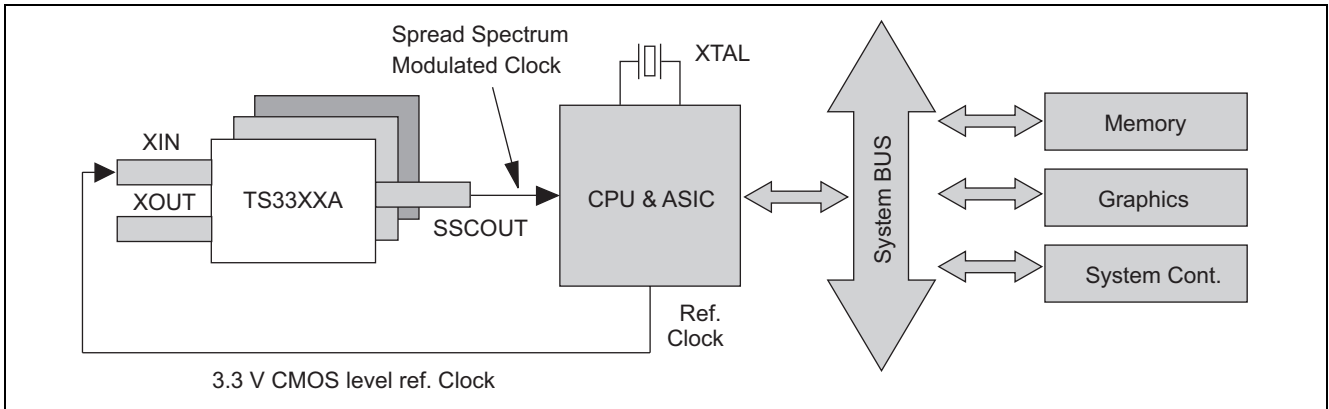 Spread Spectrum
Modulated Clock
XTAL
XIN
XOUT
TS33XXA
SSCOUT
CPU & ASIC
System BUS
Memory
Graphics
System Cont.
Ref.
Clock
3.3 V CMOS level ref. Clock